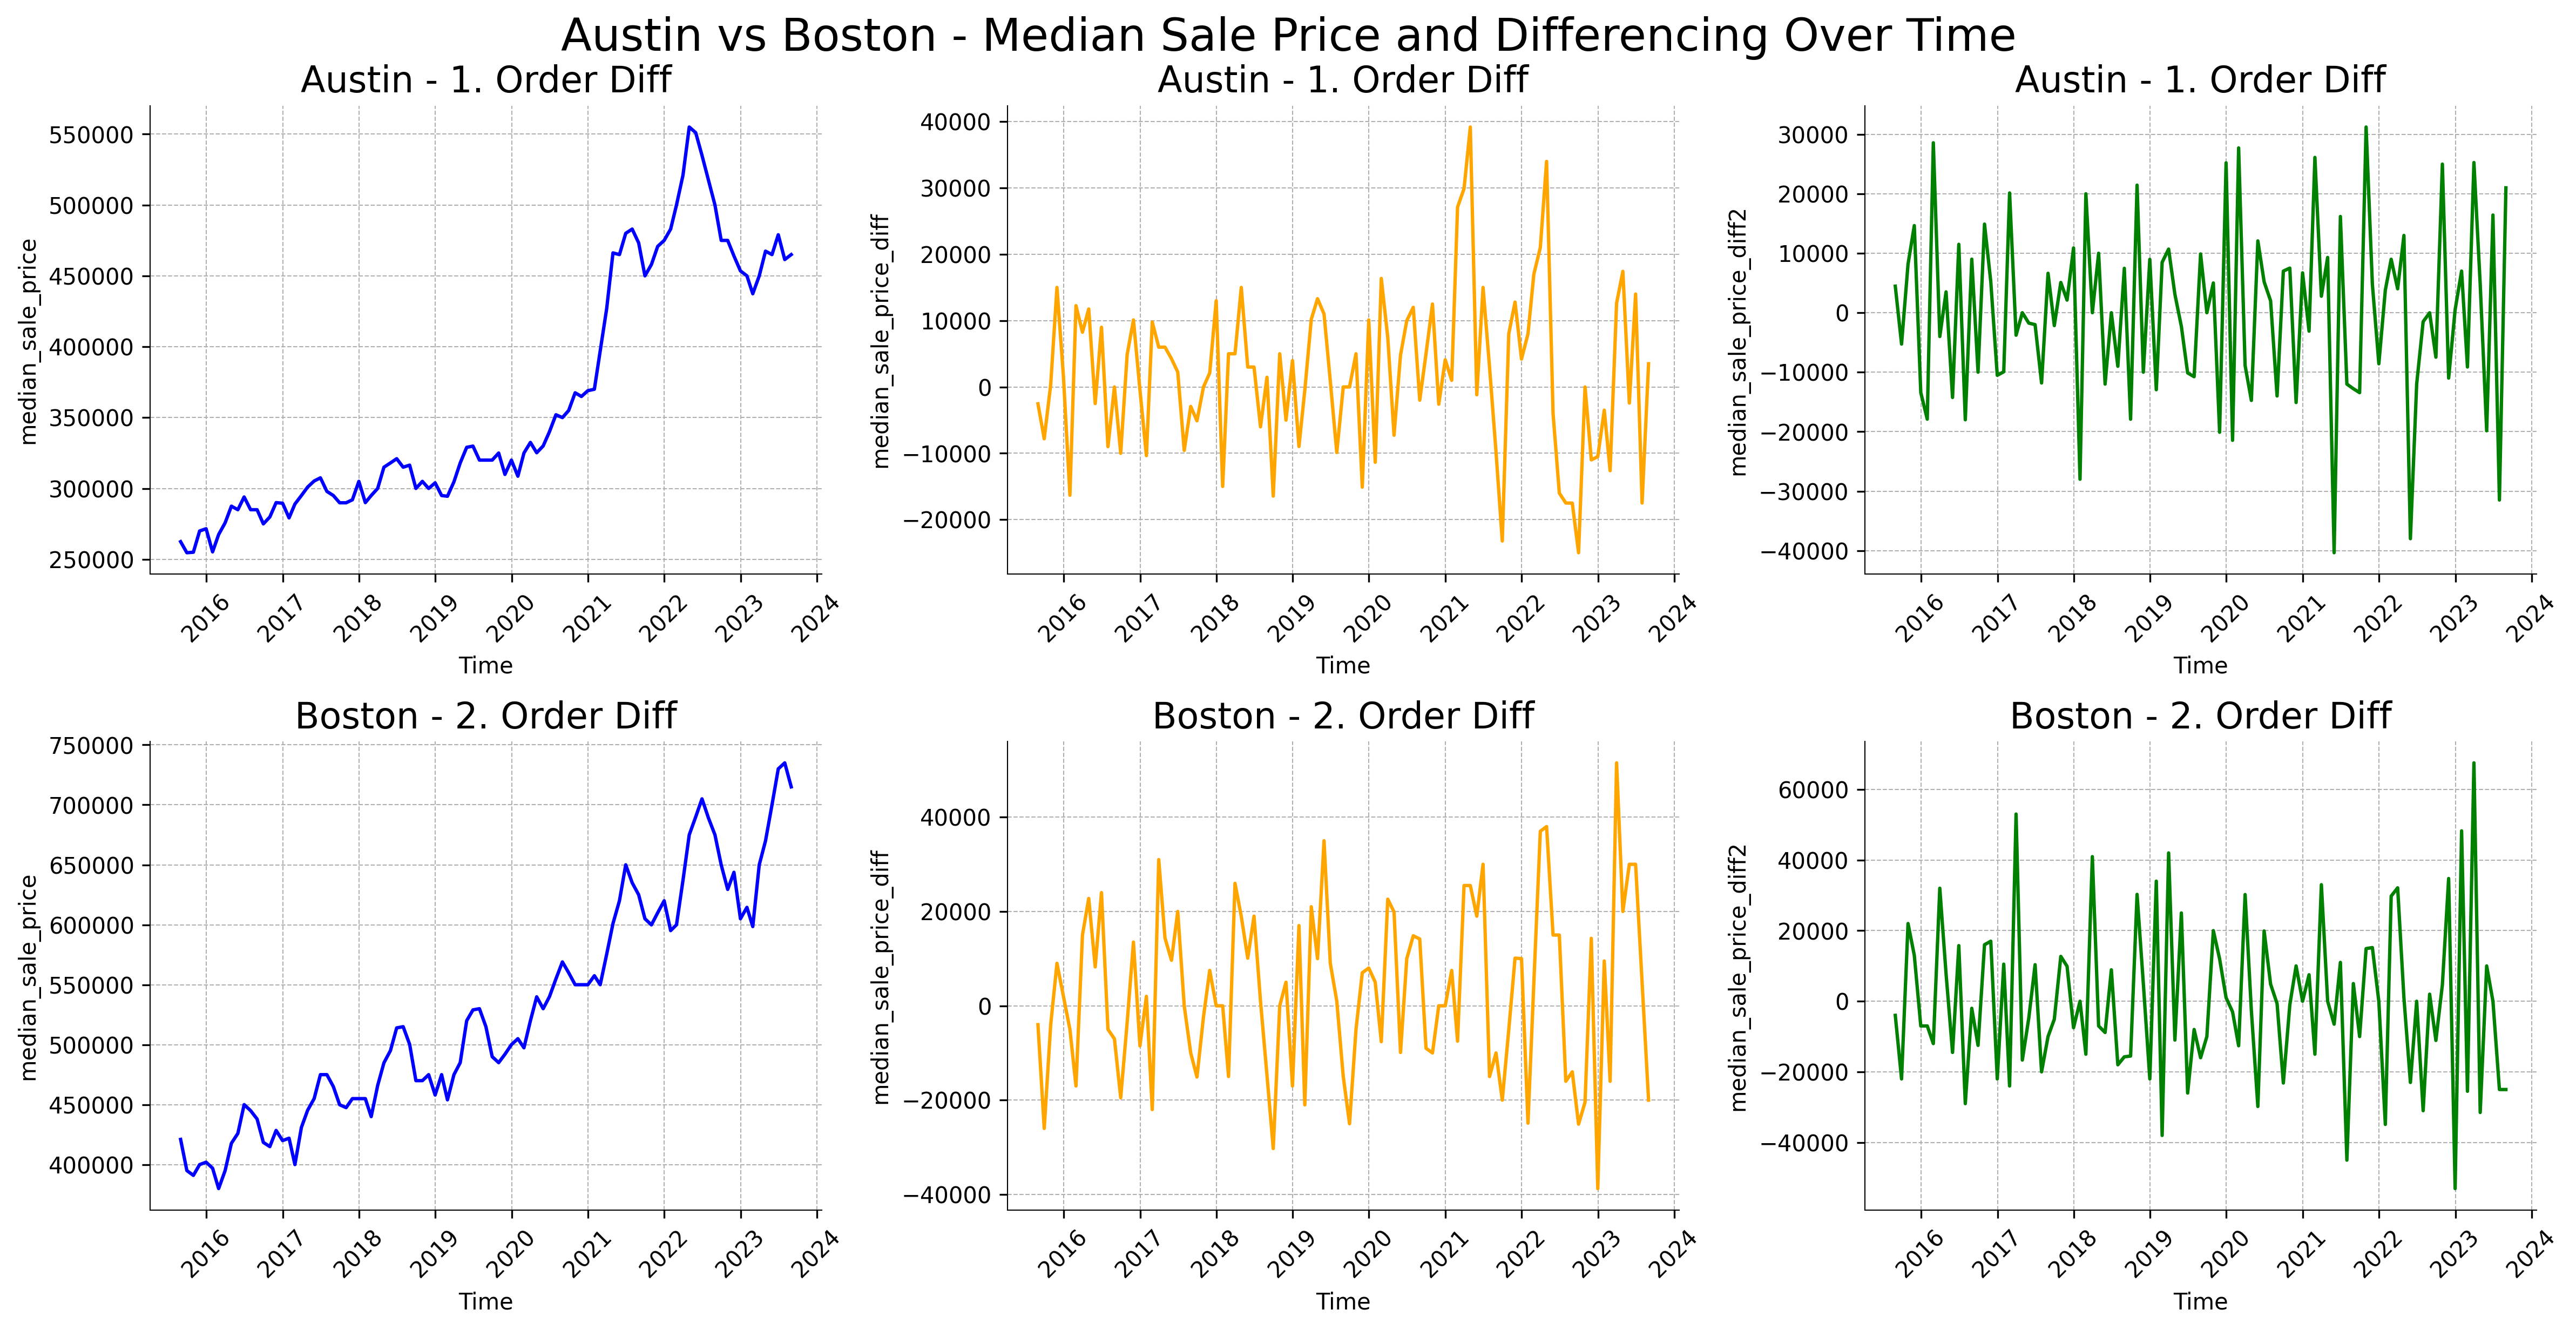 Austin vs Boston - Median Sale Price and Differencing Over Time
Austin - 1. Order Diff
median_sale_price
550000
500000
450000
400000
350000
300000
250000
2016 2017 2018 2019 2020 2021 2022 2023 2024
Time
Austin - 1. Order Diff
median_sale_price_diff
40000
30000
20000
10000
0
−10000
−20000
2016 2017 2018 2019 2020 2021 2022 2023 2024
Time
Austin - 1. Order Diff
median_sale_price_diff2
30000
20000
10000
0
−10000
−20000
−30000
−40000
2016 2017 2018 2019 2020 2021 2022 2023 2024
Time
Boston - 2. Order Diff
median_sale_price
750000
700000
650000
600000
550000
500000
450000
400000
2016 2017 2018 2019 2020 2021 2022 2023 2024
Time
Boston - 2. Order Diff
median_sale_price_diff
40000
20000
0
−20000
−40000
2016 2017 2018 2019 2020 2021 2022 2023 2024
Time
Boston - 2. Order Diff
median_sale_price_diff2
60000
40000
20000
0
−20000
−40000
2016 2017 2018 2019 2020 2021 2022 2023 2024
Time